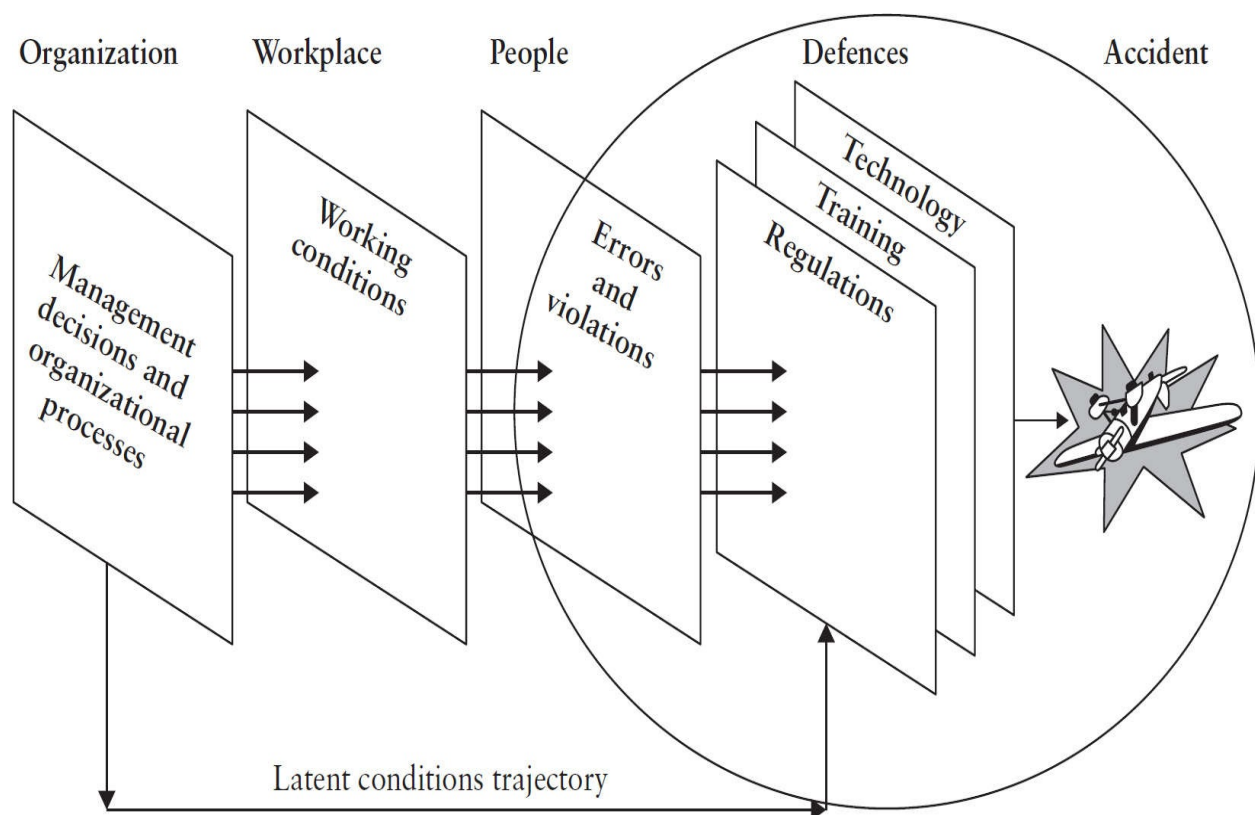 Organization
Workplace
People
Defences
Accident
Management
decisions and
organizational
processes
Working
conditions
Errors
and
violations
Technology
Training
Regulations
Latent conditions trajectory